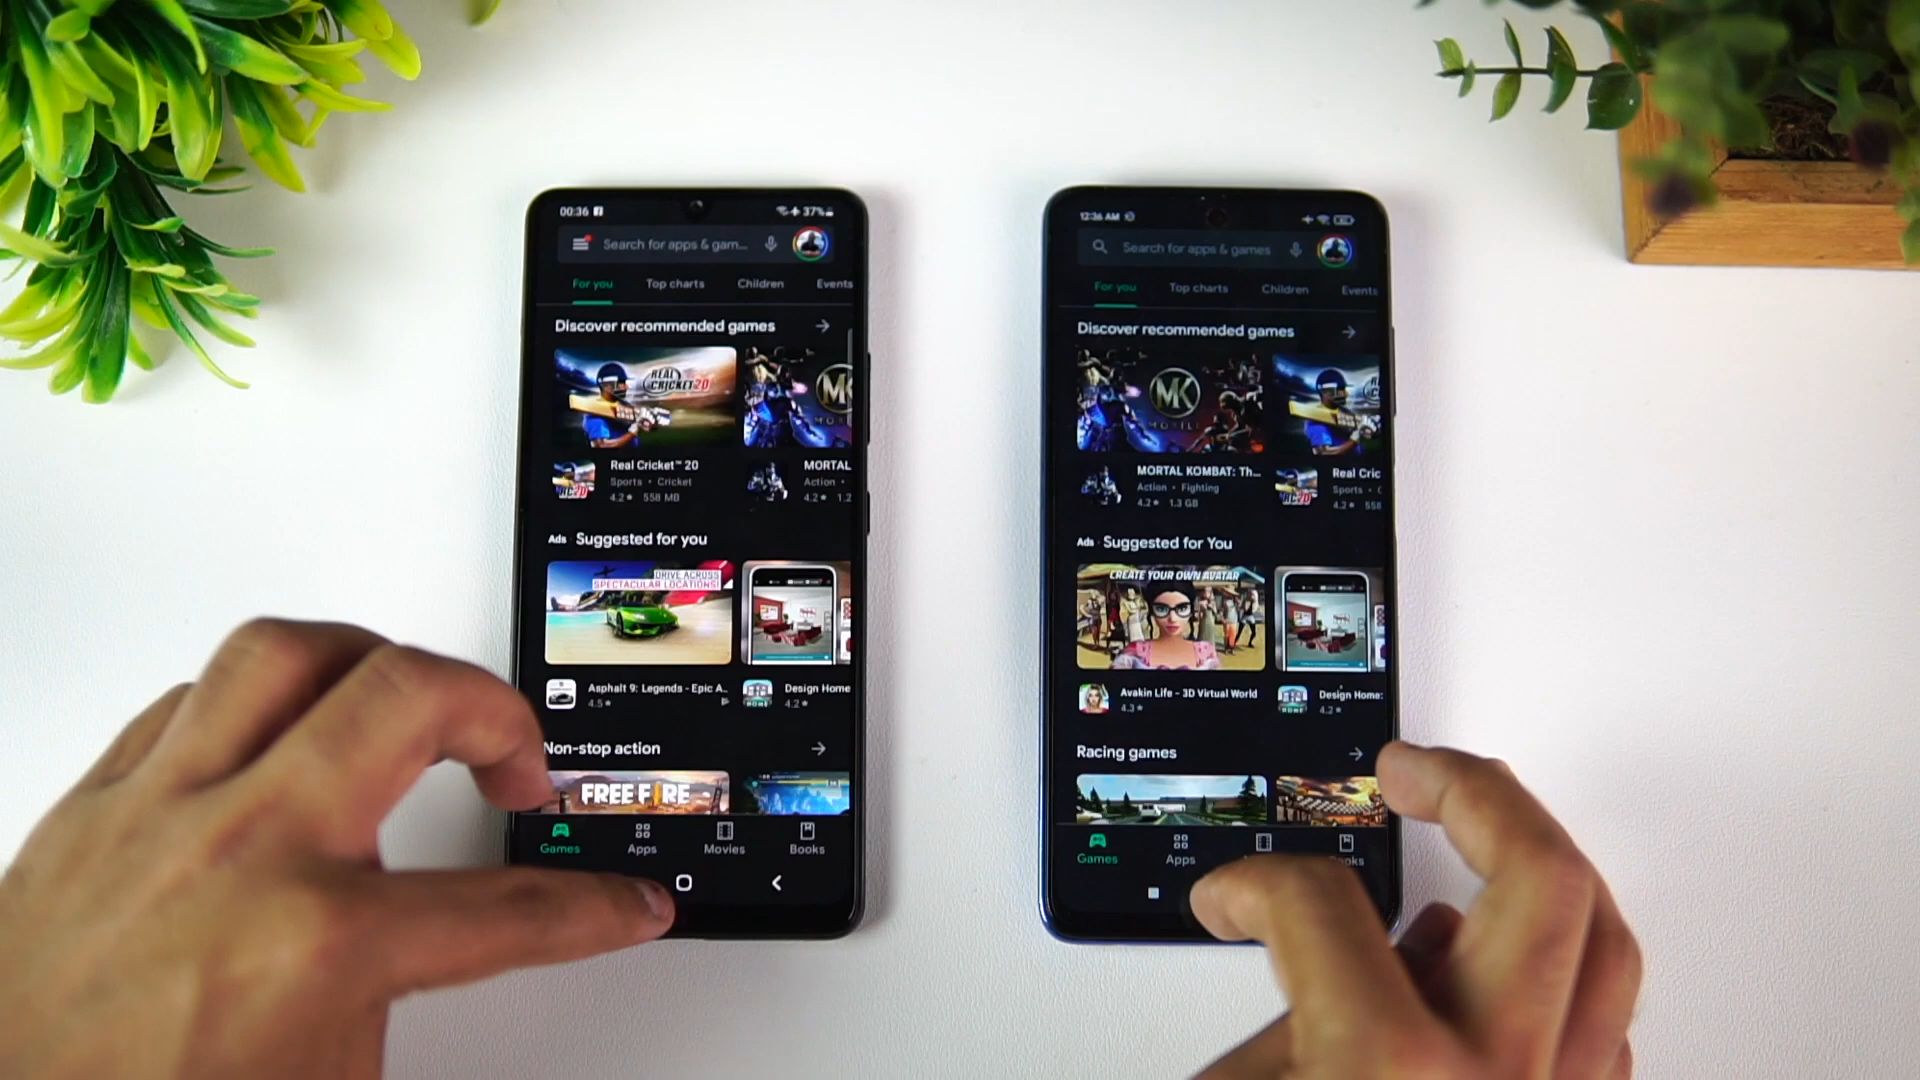 00:36
37%
Search for apps & gam...
For you
Top charts
Children
Events
Discover recommended games
REAL
CRICKET 20
MK
Real Cricket™ 20
Sports • Cricket
4.2★ 558 MB
MORTAL
Action •
4.2★ 1.2
Ads · Suggested for you
DRIVE ACROSS
SPECTACULAR LOCATIONS!
Asphalt 9: Legends - Epic A..
4.5★
Design Home
4.2★
Non-stop action
FREE FIRE
Games
Apps
Movies
Books
12:36 AM
Search for apps & games
For you
Top charts
Children
Events
Discover recommended games
MK
MOBILE
MORTAL KOMBAT: Th...
Action • Fighting
4.2★ 1.3 GB
Real Cric
Sports •
4.2★ 558
Ads · Suggested for You
CREATE YOUR OWN AVATAR
Avakin Life - 3D Virtual World
4.3★
Design Home:
4.2★
Racing games
Games
Apps
ooks